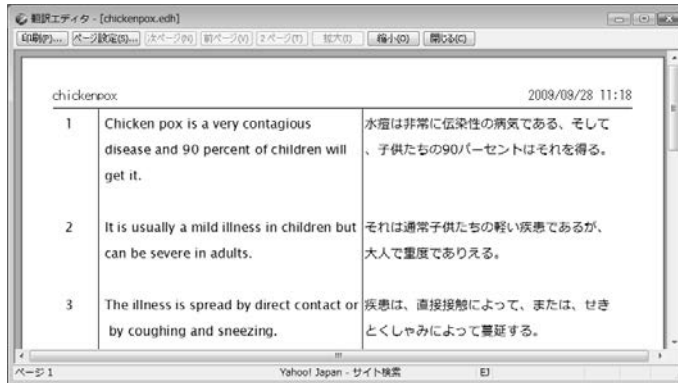 翻訳エディタ - [chickenpox.edh]
印刷(P)... ページ設定(S)... 次ページ(N) 前ページ(V) 2ページ(T) 拡大(I) 縮小(O) 閉じる(C)
chickenpox 2009/09/28 11:18
1 Chicken pox is a very contagious 水痘は非常に伝染性の病気である、そして
disease and 90 percent of children will 、子供たちの90パーセントはそれを得る。
get it.
2 It is usually a mild illness in children but それは通常子供たちの軽い疾患であるが、
can be severe in adults. 大人で重度でありえる。
3 The illness is spread by direct contact or 疾患は、直接接触によって、または、せき
by coughing and sneezing. とくしゃみによって蔓延する。
ページ 1 Yahoo! Japan - サイト検索 EJ